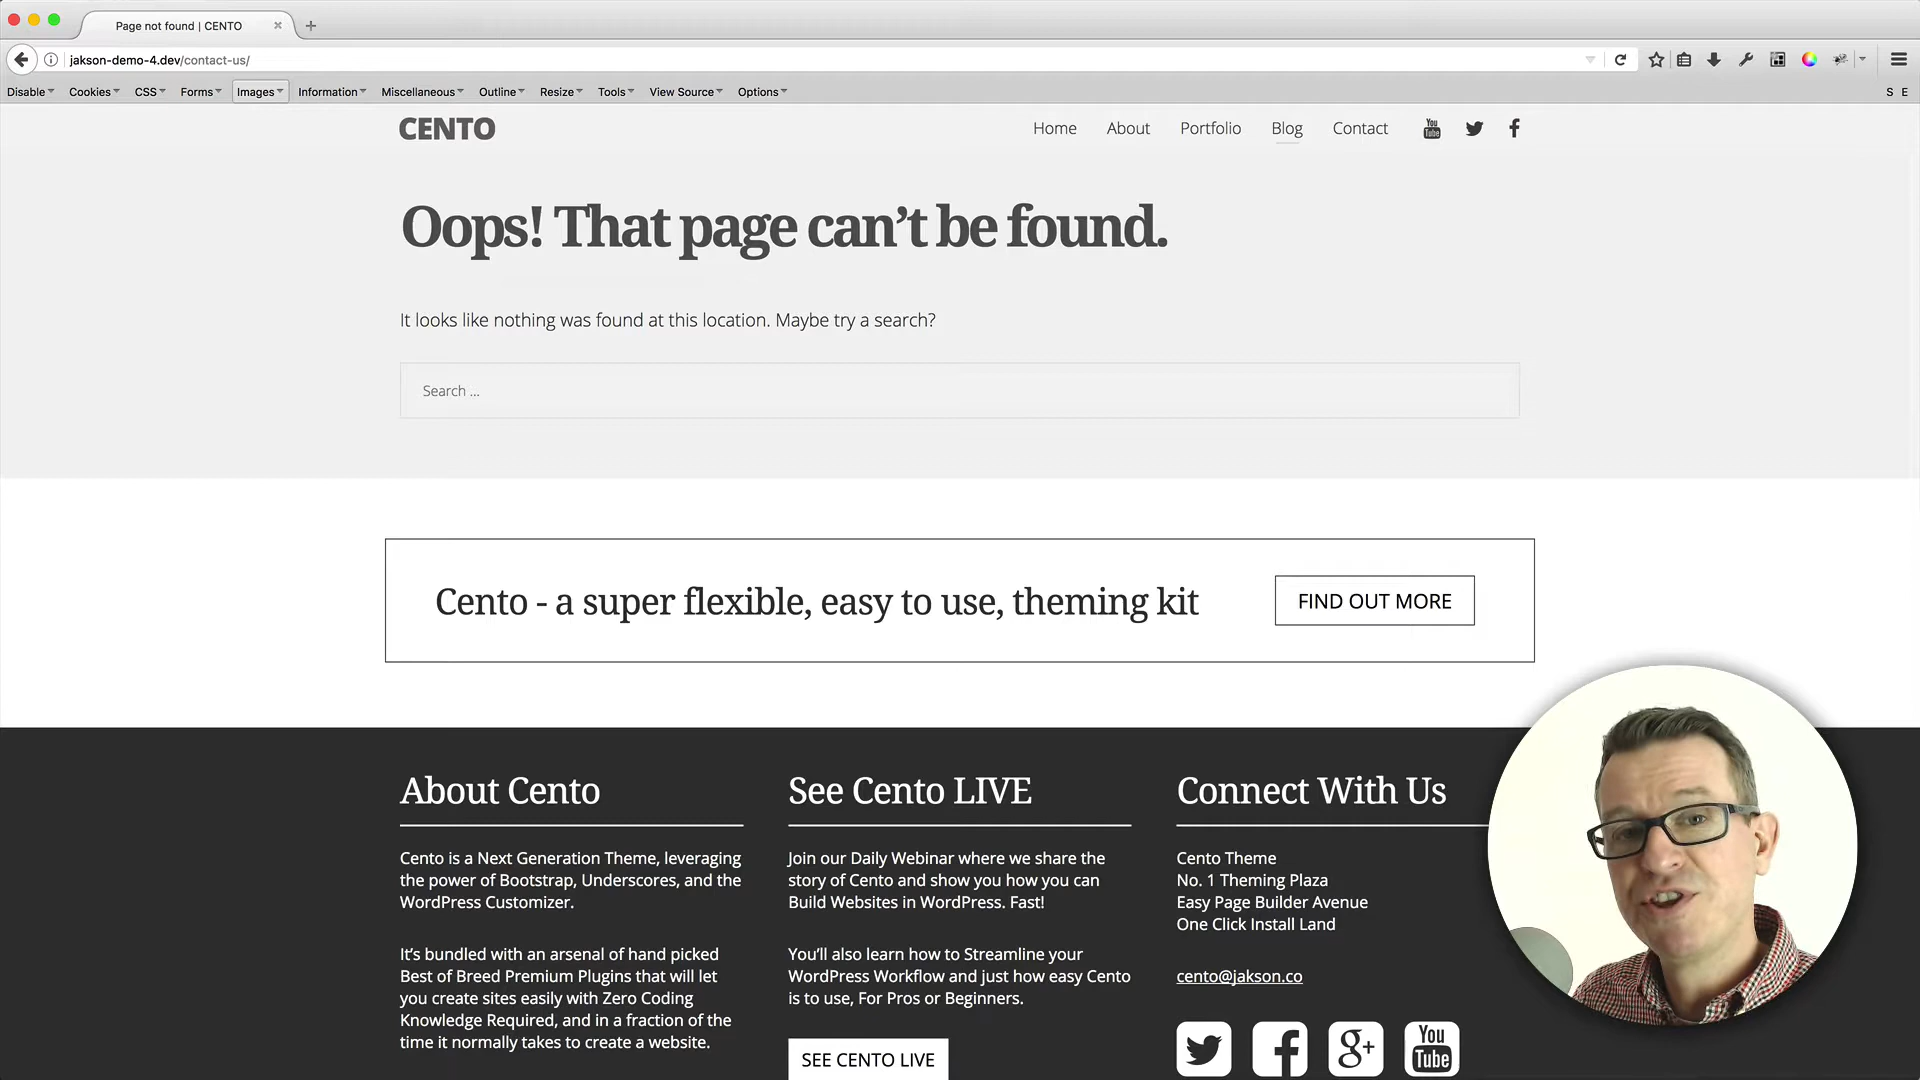 Page not found | CENTO
jakson-demo-4.dev/contact-us/
Disable Cookies CSS Forms Images Information Miscellaneous Outline Resize Tools View Source Options S E
CENTO
Home About Portfolio Blog Contact You Tube
Oops! That page can’t be found.
It looks like nothing was found at this location. Maybe try a search?
Search ...
Cento - a super flexible, easy to use, theming kit
FIND OUT MORE
About Cento
Cento is a Next Generation Theme, leveraging
the power of Bootstrap, Underscores, and the
WordPress Customizer.
It’s bundled with an arsenal of hand picked
Best of Breed Premium Plugins that will let
you create sites easily with Zero Coding
Knowledge Required, and in a fraction of the
time it normally takes to create a website.
See Cento LIVE
Join our Daily Webinar where we share the
story of Cento and show you how you can
Build Websites in WordPress. Fast!
You’ll also learn how to Streamline your
WordPress Workflow and just how easy Cento
is to use, For Pros or Beginners.
SEE CENTO LIVE
Connect With Us
Cento Theme
No. 1 Theming Plaza
Easy Page Builder Avenue
One Click Install Land
cento@jakson.co
g+ You Tube